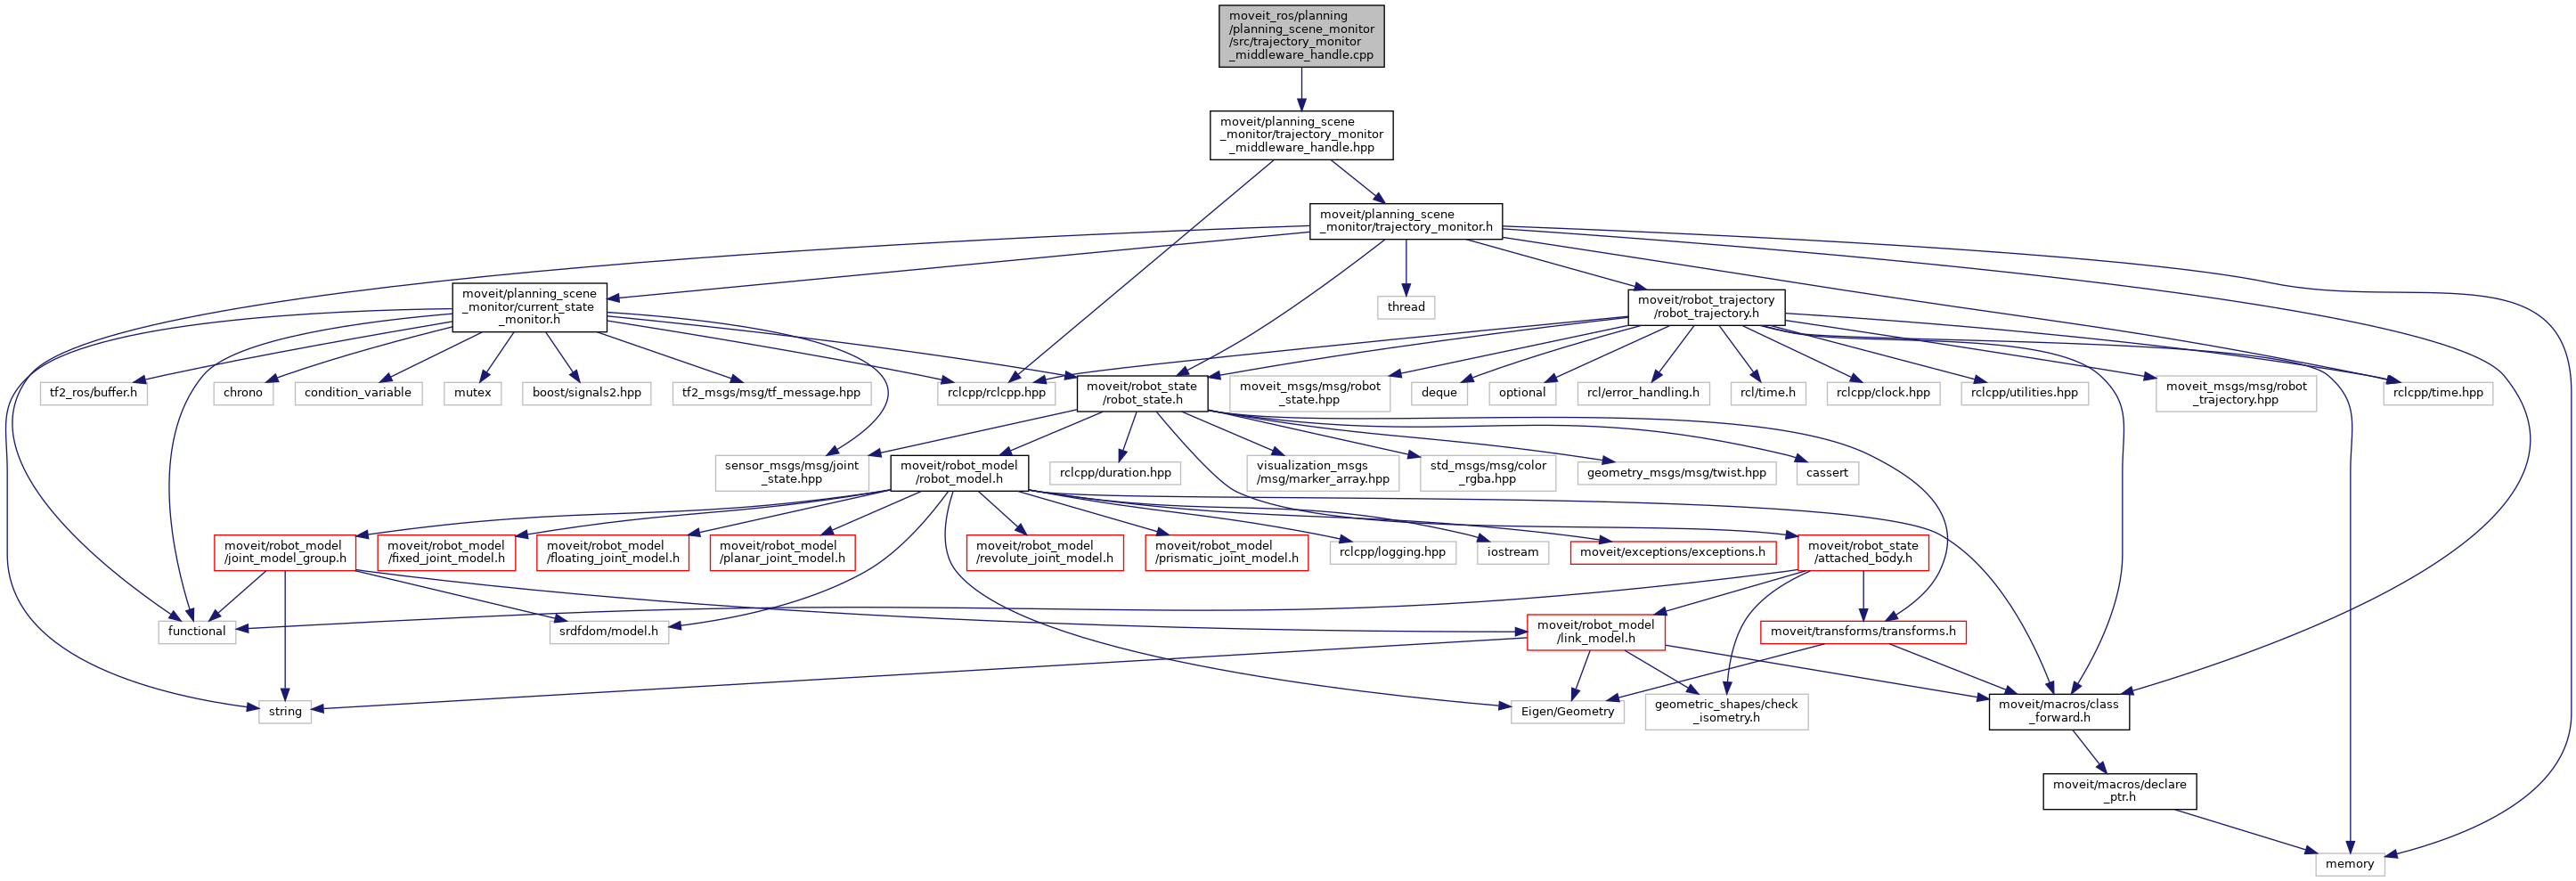 moveit_ros/planning
/planning_scene_monitor
/src/trajectory_monitor
_middleware_handle.cpp
moveit/planning_scene
_monitor/trajectory_monitor
_middleware_handle.hpp
moveit/planning_scene
_monitor/trajectory_monitor.h
moveit/planning_scene
_monitor/current_state
_monitor.h
thread
moveit/robot_trajectory
/robot_trajectory.h
tf2_ros/buffer.h
chrono
condition_variable
mutex
boost/signals2.hpp
tf2_msgs/msg/tf_message.hpp
rclcpp/rclcpp.hpp
moveit/robot_state
/robot_state.h
moveit_msgs/msg/robot
_state.hpp
deque
optional
rcl/error_handling.h
rcl/time.h
rclcpp/clock.hpp
rclcpp/utilities.hpp
moveit_msgs/msg/robot
_trajectory.hpp
rclcpp/time.hpp
sensor_msgs/msg/joint
_state.hpp
moveit/robot_model
/robot_model.h
rclcpp/duration.hpp
visualization_msgs
/msg/marker_array.hpp
std_msgs/msg/color
_rgba.hpp
geometry_msgs/msg/twist.hpp
cassert
moveit/robot_model
/joint_model_group.h
moveit/robot_model
/fixed_joint_model.h
moveit/robot_model
/floating_joint_model.h
moveit/robot_model
/planar_joint_model.h
moveit/robot_model
/revolute_joint_model.h
moveit/robot_model
/prismatic_joint_model.h
rclcpp/logging.hpp
iostream
moveit/exceptions/exceptions.h
moveit/robot_state
/attached_body.h
functional
srdfdom/model.h
moveit/robot_model
/link_model.h
moveit/transforms/transforms.h
string
Eigen/Geometry
geometric_shapes/check
_isometry.h
moveit/macros/class
_forward.h
moveit/macros/declare
_ptr.h
memory